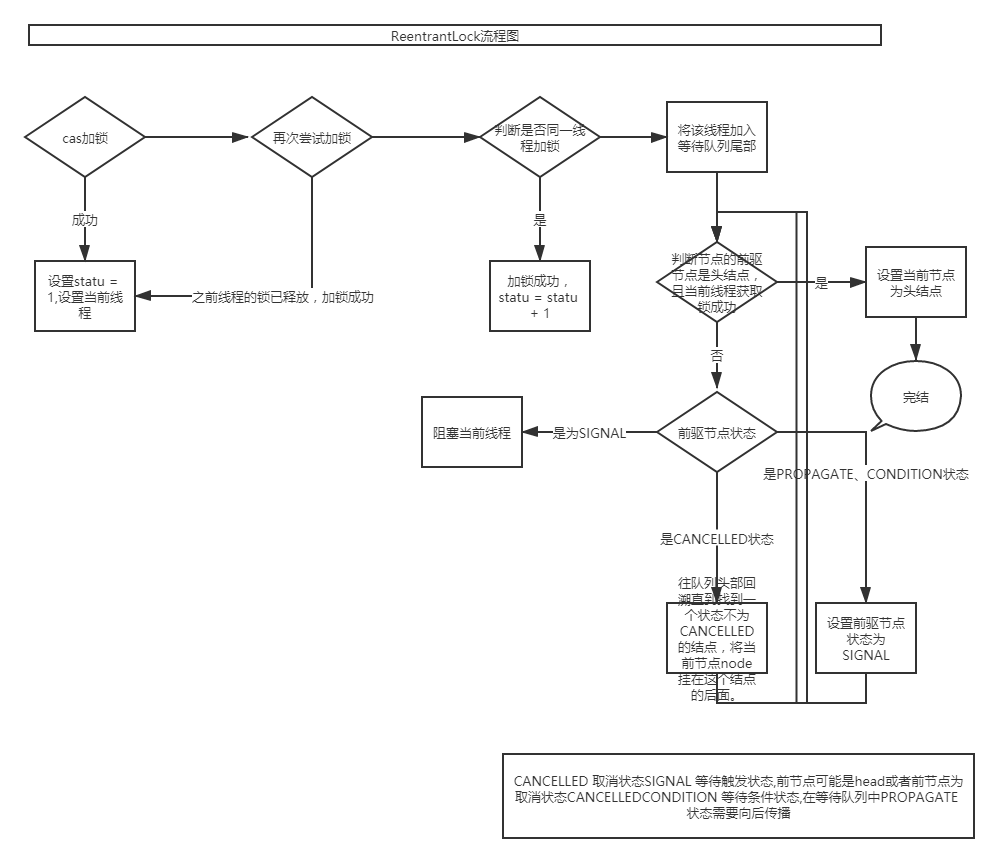 ReentrantLock流程图
cas加锁
再次尝试加锁
判断是否同一线
程加锁
将该线程加入
等待队列尾部
成功
是
设置statu =
1,设置当前线
程
之前线程的锁已释放，加锁成功
加锁成功，
statu = statu
+ 1
判断节点的前驱
节点是头结点，
且当前线程获取
锁成功
是
设置当前节点
为头结点
否
完结
阻塞当前线程
是为SIGNAL
前驱节点状态
是PROPAGATE、CONDITION状态
是CANCELLED状态
往队列头部回
溯直到找到一
个状态不为
CANCELLED
的结点，将当
前节点node
挂在这个结点
的后面。
设置前驱节点
状态为
SIGNAL
CANCELLED 取消状态SIGNAL 等待触发状态,前节点可能是head或者前节点为
取消状态CANCELLEDCONDITION 等待条件状态,在等待队列中PROPAGATE
状态需要向后传播